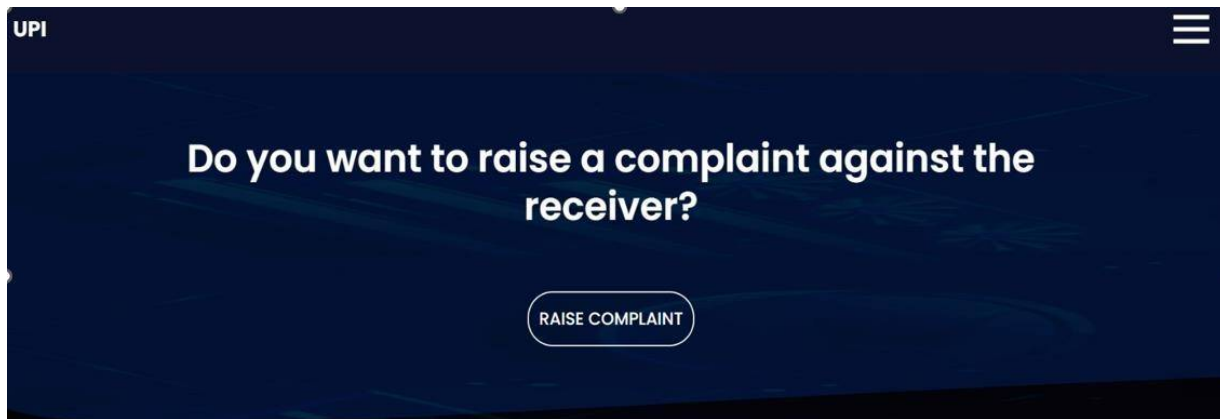 UPI
Do you want to raise a complaint against the
receiver?
RAISE COMPLAINT